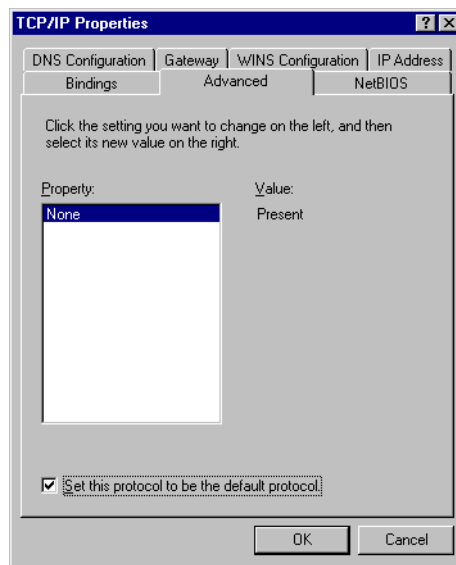 TCP/IP Properties
DNS Configuration Gateway WINS Configuration IP Address
Bindings Advanced NetBIOS
Click the setting you want to change on the left, and then
select its new value on the right.
Property: Value:
None Present
Set this protocol to be the default protocol.
OK Cancel